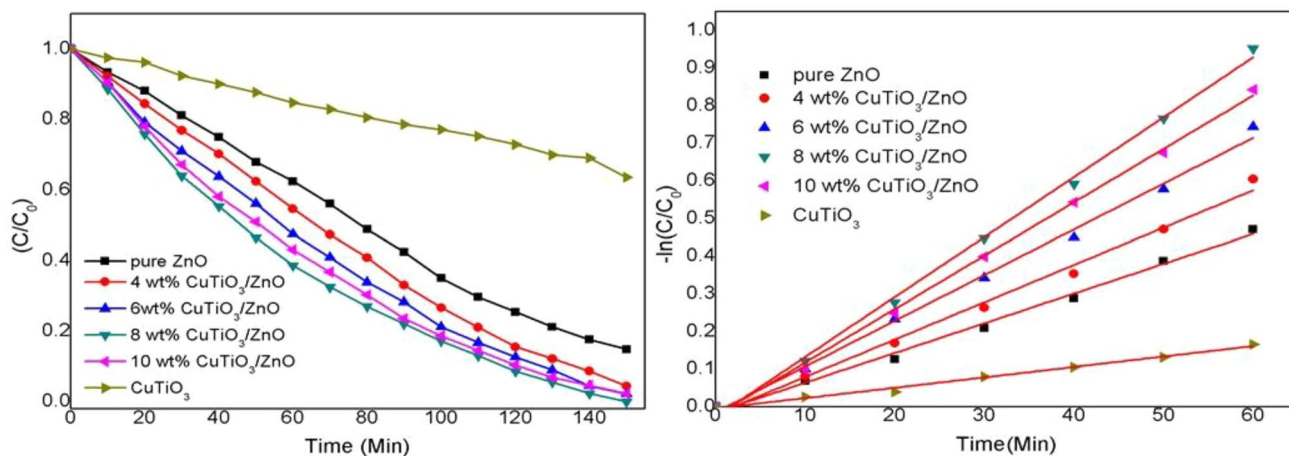 1.0
0.8
0.6
0.4
0.2
0.0
(C/C₀)
pure ZnO
4 wt% CuTiO₃/ZnO
6wt% CuTiO₃/ZnO
8 wt% CuTiO₃/ZnO
10 wt% CuTiO₃/ZnO
CuTiO₃
0 20 40 60 80 100 120 140
Time (Min)
1.0
0.9
0.8
0.7
0.6
0.5
0.4
0.3
0.2
0.1
0.0
-ln(C/C₀)
pure ZnO
4 wt% CuTiO₃/ZnO
6 wt% CuTiO₃/ZnO
8 wt% CuTiO₃/ZnO
10 wt% CuTiO₃/ZnO
CuTiO₃
0 10 20 30 40 50 60
Time(Min)